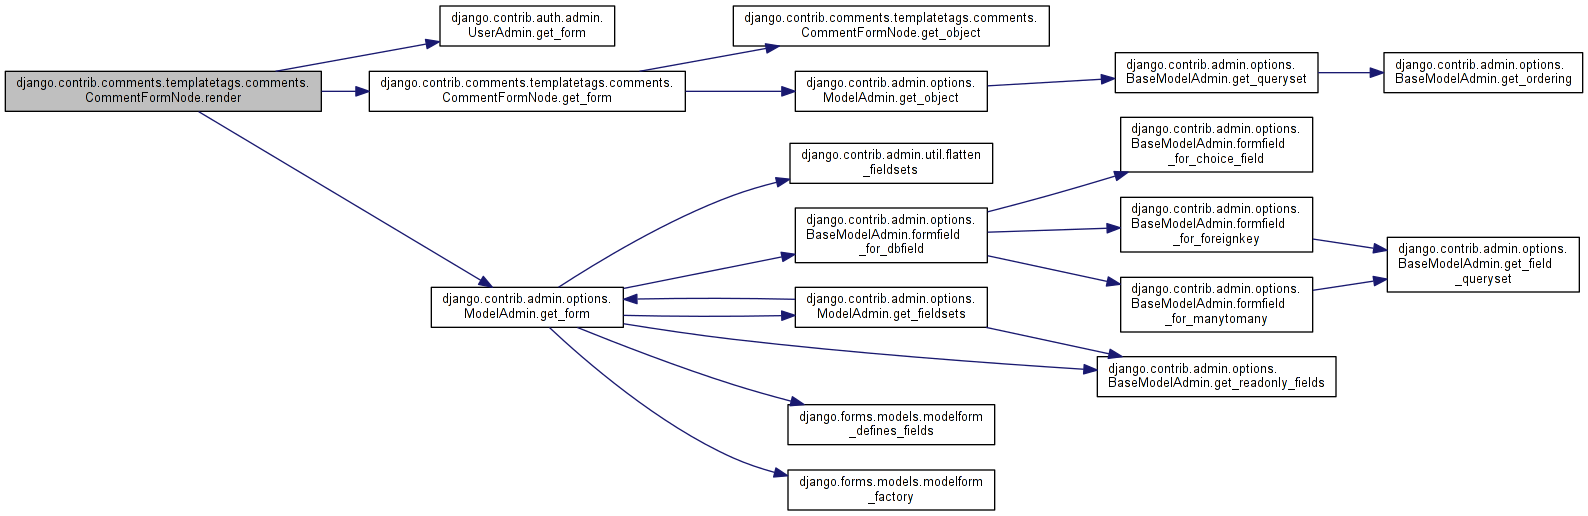 django.contrib.auth.admin.
UserAdmin.get_form
django.contrib.comments.templatetags.comments.
CommentFormNode.get_object
django.contrib.admin.options.
BaseModelAdmin.get_queryset
django.contrib.admin.options.
BaseModelAdmin.get_ordering
django.contrib.comments.templatetags.comments.
CommentFormNode.render
django.contrib.comments.templatetags.comments.
CommentFormNode.get_form
django.contrib.admin.options.
ModelAdmin.get_object
django.contrib.admin.options.
BaseModelAdmin.formfield
_for_choice_field
django.contrib.admin.util.flatten
_fieldsets
django.contrib.admin.options.
BaseModelAdmin.formfield
_for_dbfield
django.contrib.admin.options.
BaseModelAdmin.formfield
_for_foreignkey
django.contrib.admin.options.
BaseModelAdmin.get_field
_queryset
django.contrib.admin.options.
ModelAdmin.get_form
django.contrib.admin.options.
ModelAdmin.get_fieldsets
django.contrib.admin.options.
BaseModelAdmin.formfield
_for_manytomany
django.contrib.admin.options.
BaseModelAdmin.get_readonly_fields
django.forms.models.modelform
_defines_fields
django.forms.models.modelform
_factory